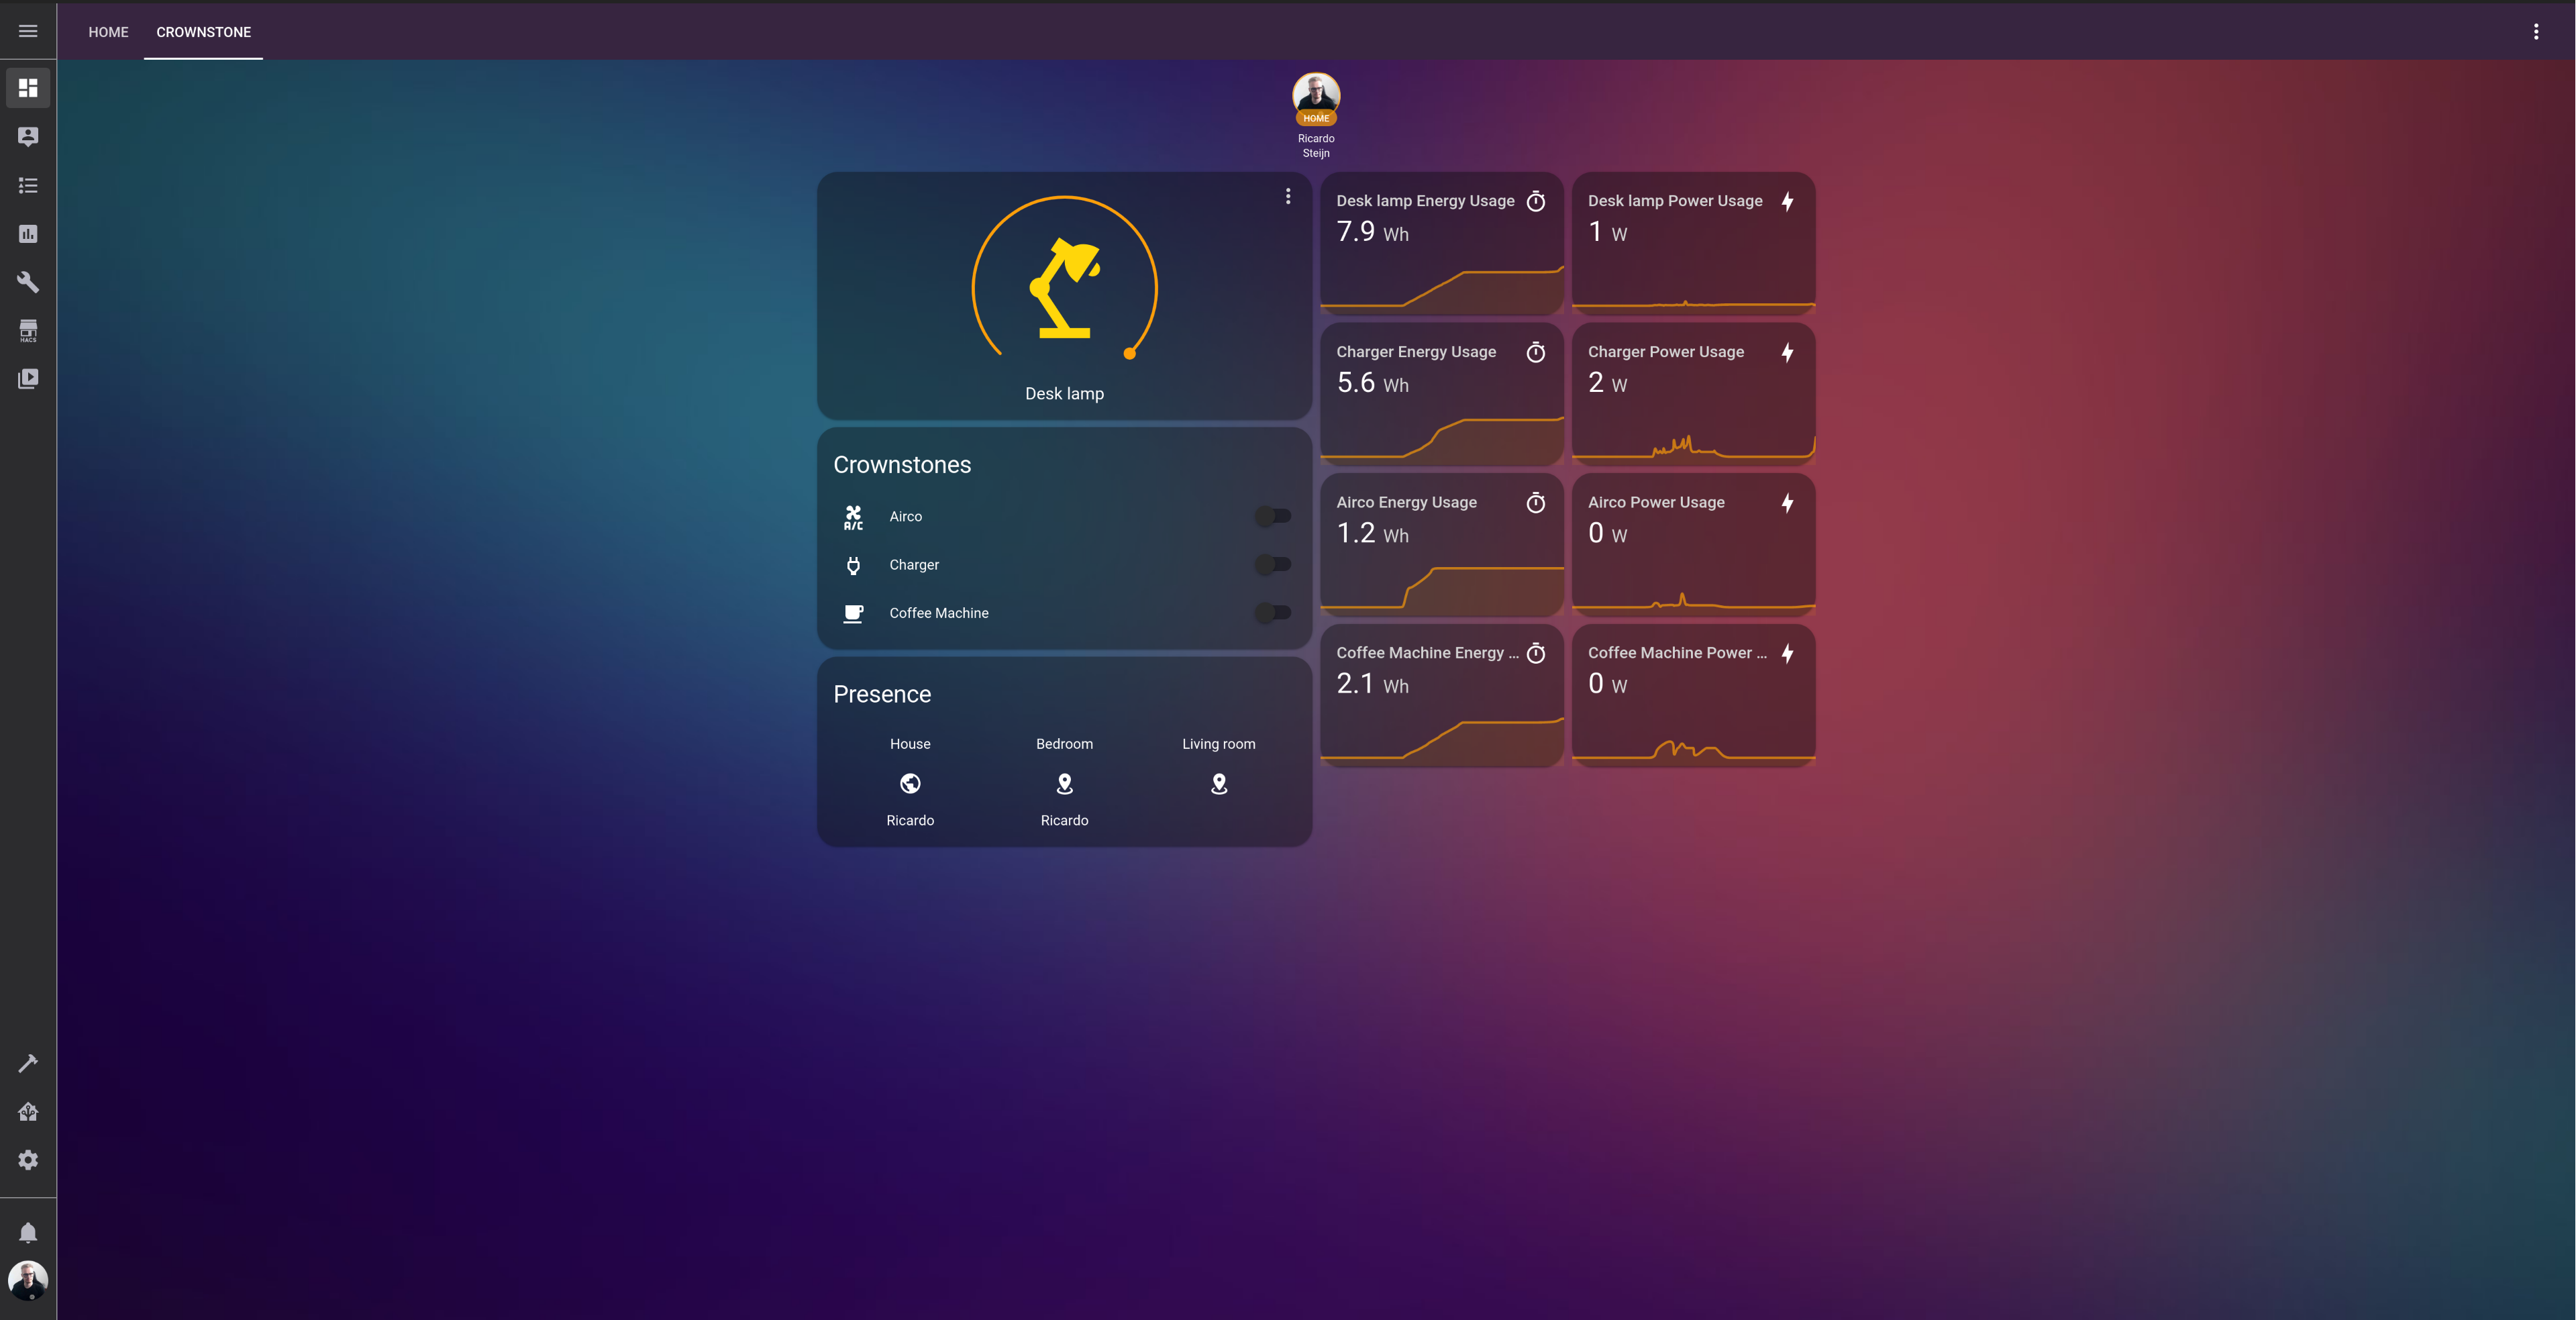 HOME
CROWNSTONE
HACS
HOME
Ricardo
Steijn
Desk lamp
Crownstones
A/C
Airco
Charger
Coffee Machine
Presence
House
Bedroom
Living room
Ricardo
Ricardo
Desk lamp Energy Usage
7.9 Wh
Desk lamp Power Usage
1 W
Charger Energy Usage
5.6 Wh
Charger Power Usage
2 W
Airco Energy Usage
1.2 Wh
Airco Power Usage
0 W
Coffee Machine Energy ...
2.1 Wh
Coffee Machine Power ...
0 W